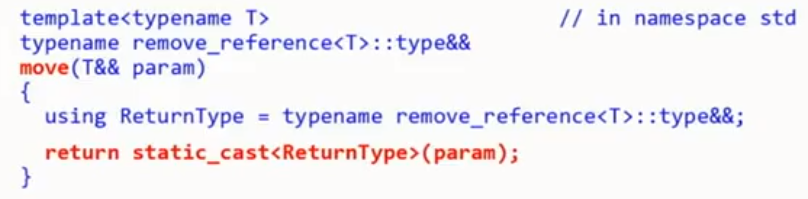 template<typename T> // in namespace std
typename remove_reference<T>::type&&
move(T&& param)
{
using ReturnType = typename remove_reference<T>::type&&;
return static_cast<ReturnType>(param);
}